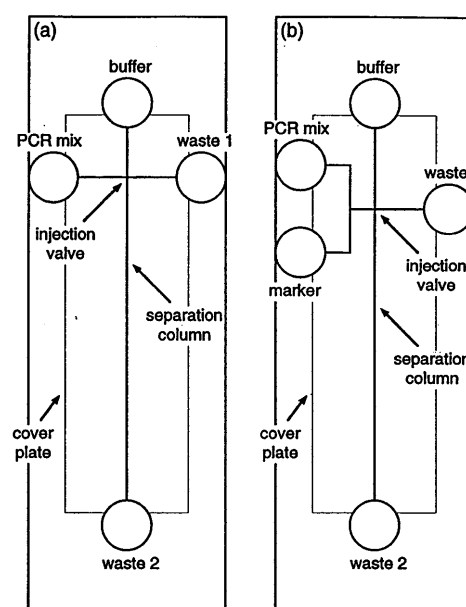 (a)
buffer
PCR mix
waste 1
injection
valve
separation
column
cover
plate
waste 2
(b)
buffer
PCR mix
waste
injection
valve
marker
separation
column
cover
plate
waste 2